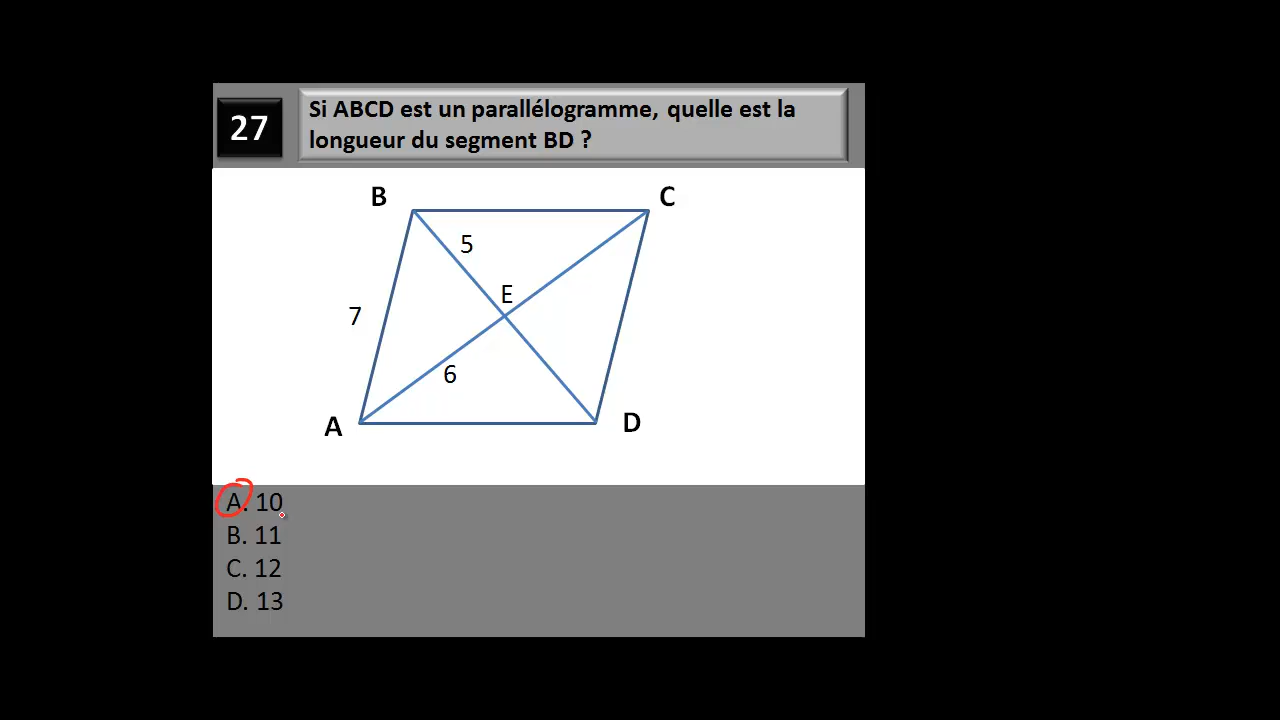 27
Si ABCD est un parallélogramme, quelle est la
longueur du segment BD ?
B
C
5
E
7
6
A
D
A. 10
B. 11
C. 12
D. 13